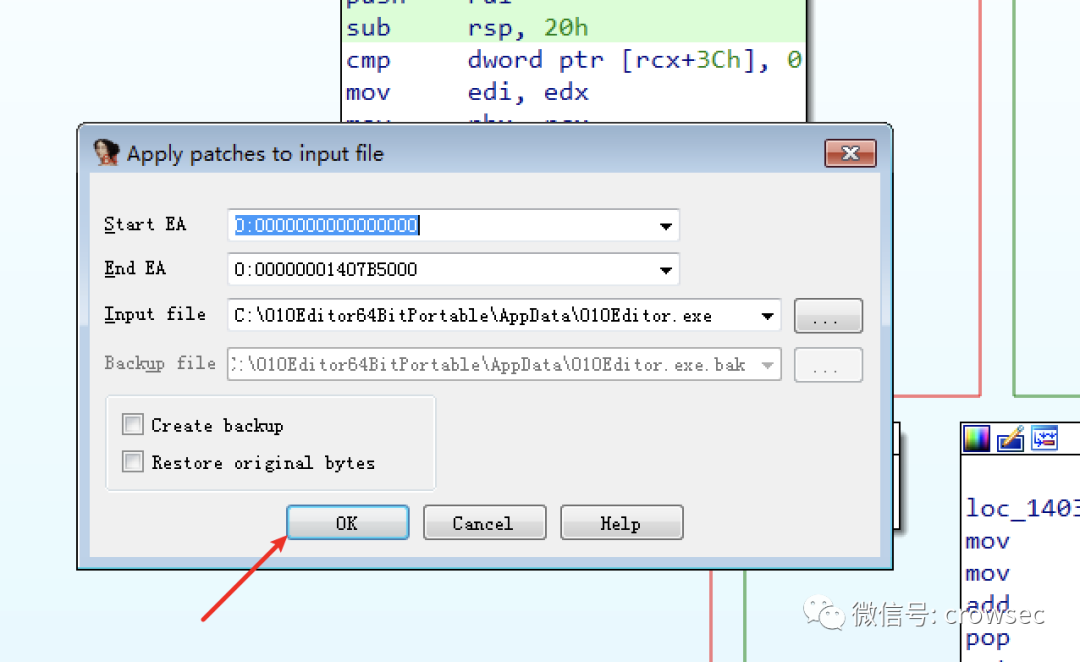 sub rsp, 20h
cmp dword ptr [rcx+3Ch], 0
mov edi, edx
Apply patches to input file
Start EA 0:0000000000000000
End EA 0:00000001407B5000
Input file C:\010Editor64BitPortable\AppData\010Editor.exe ...
Backup file :\010Editor64BitPortable\AppData\010Editor.exe.bak ...
Create backup
Restore original bytes
OK Cancel Help
loc_1403
mov
mov
add
pop
微信号: crowsec